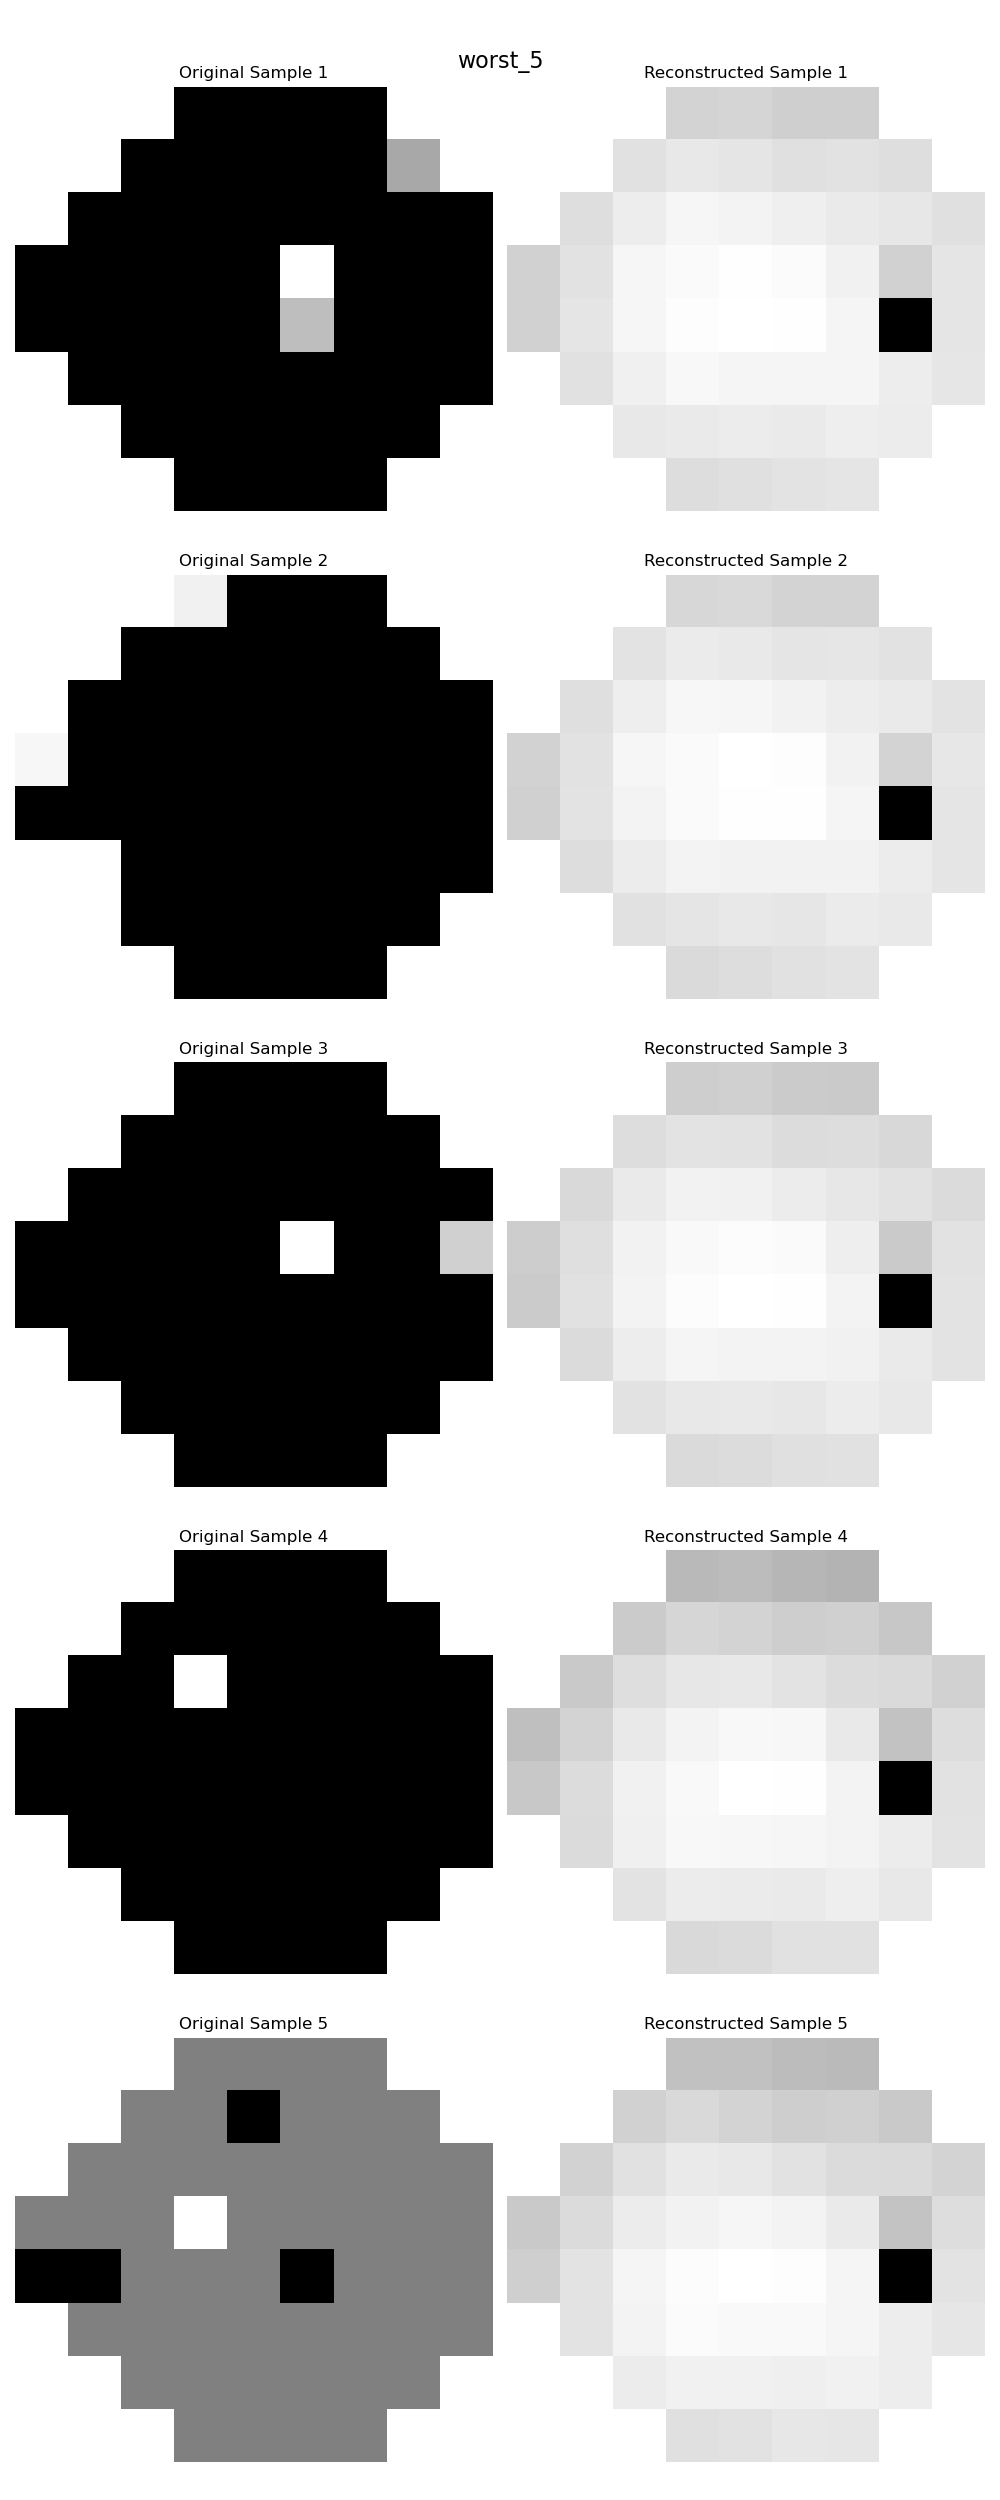 worst_5
Original Sample 1
Reconstructed Sample 1
Original Sample 2
Reconstructed Sample 2
Original Sample 3
Reconstructed Sample 3
Original Sample 4
Reconstructed Sample 4
Original Sample 5
Reconstructed Sample 5